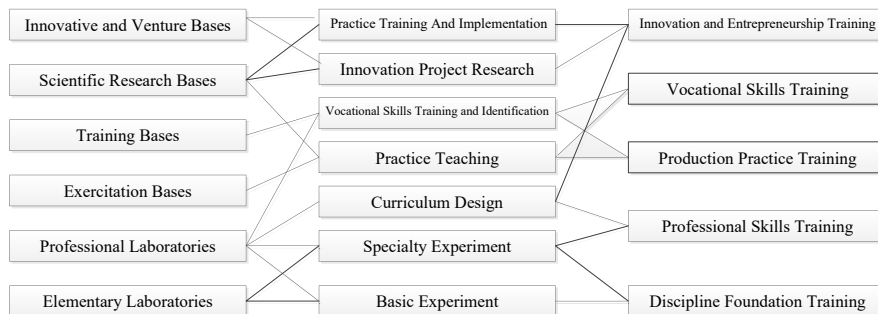 Innovative and Venture Bases
Scientific Research Bases
Training Bases
Exercitation Bases
Professional Laboratories
Elementary Laboratories
Practice Training And Implementation
Innovation Project Research
Vocational Skills Training and Identification
Practice Teaching
Curriculum Design
Specialty Experiment
Basic Experiment
Innovation and Entrepreneurship Training
Vocational Skills Training
Production Practice Training
Professional Skills Training
Discipline Foundation Training